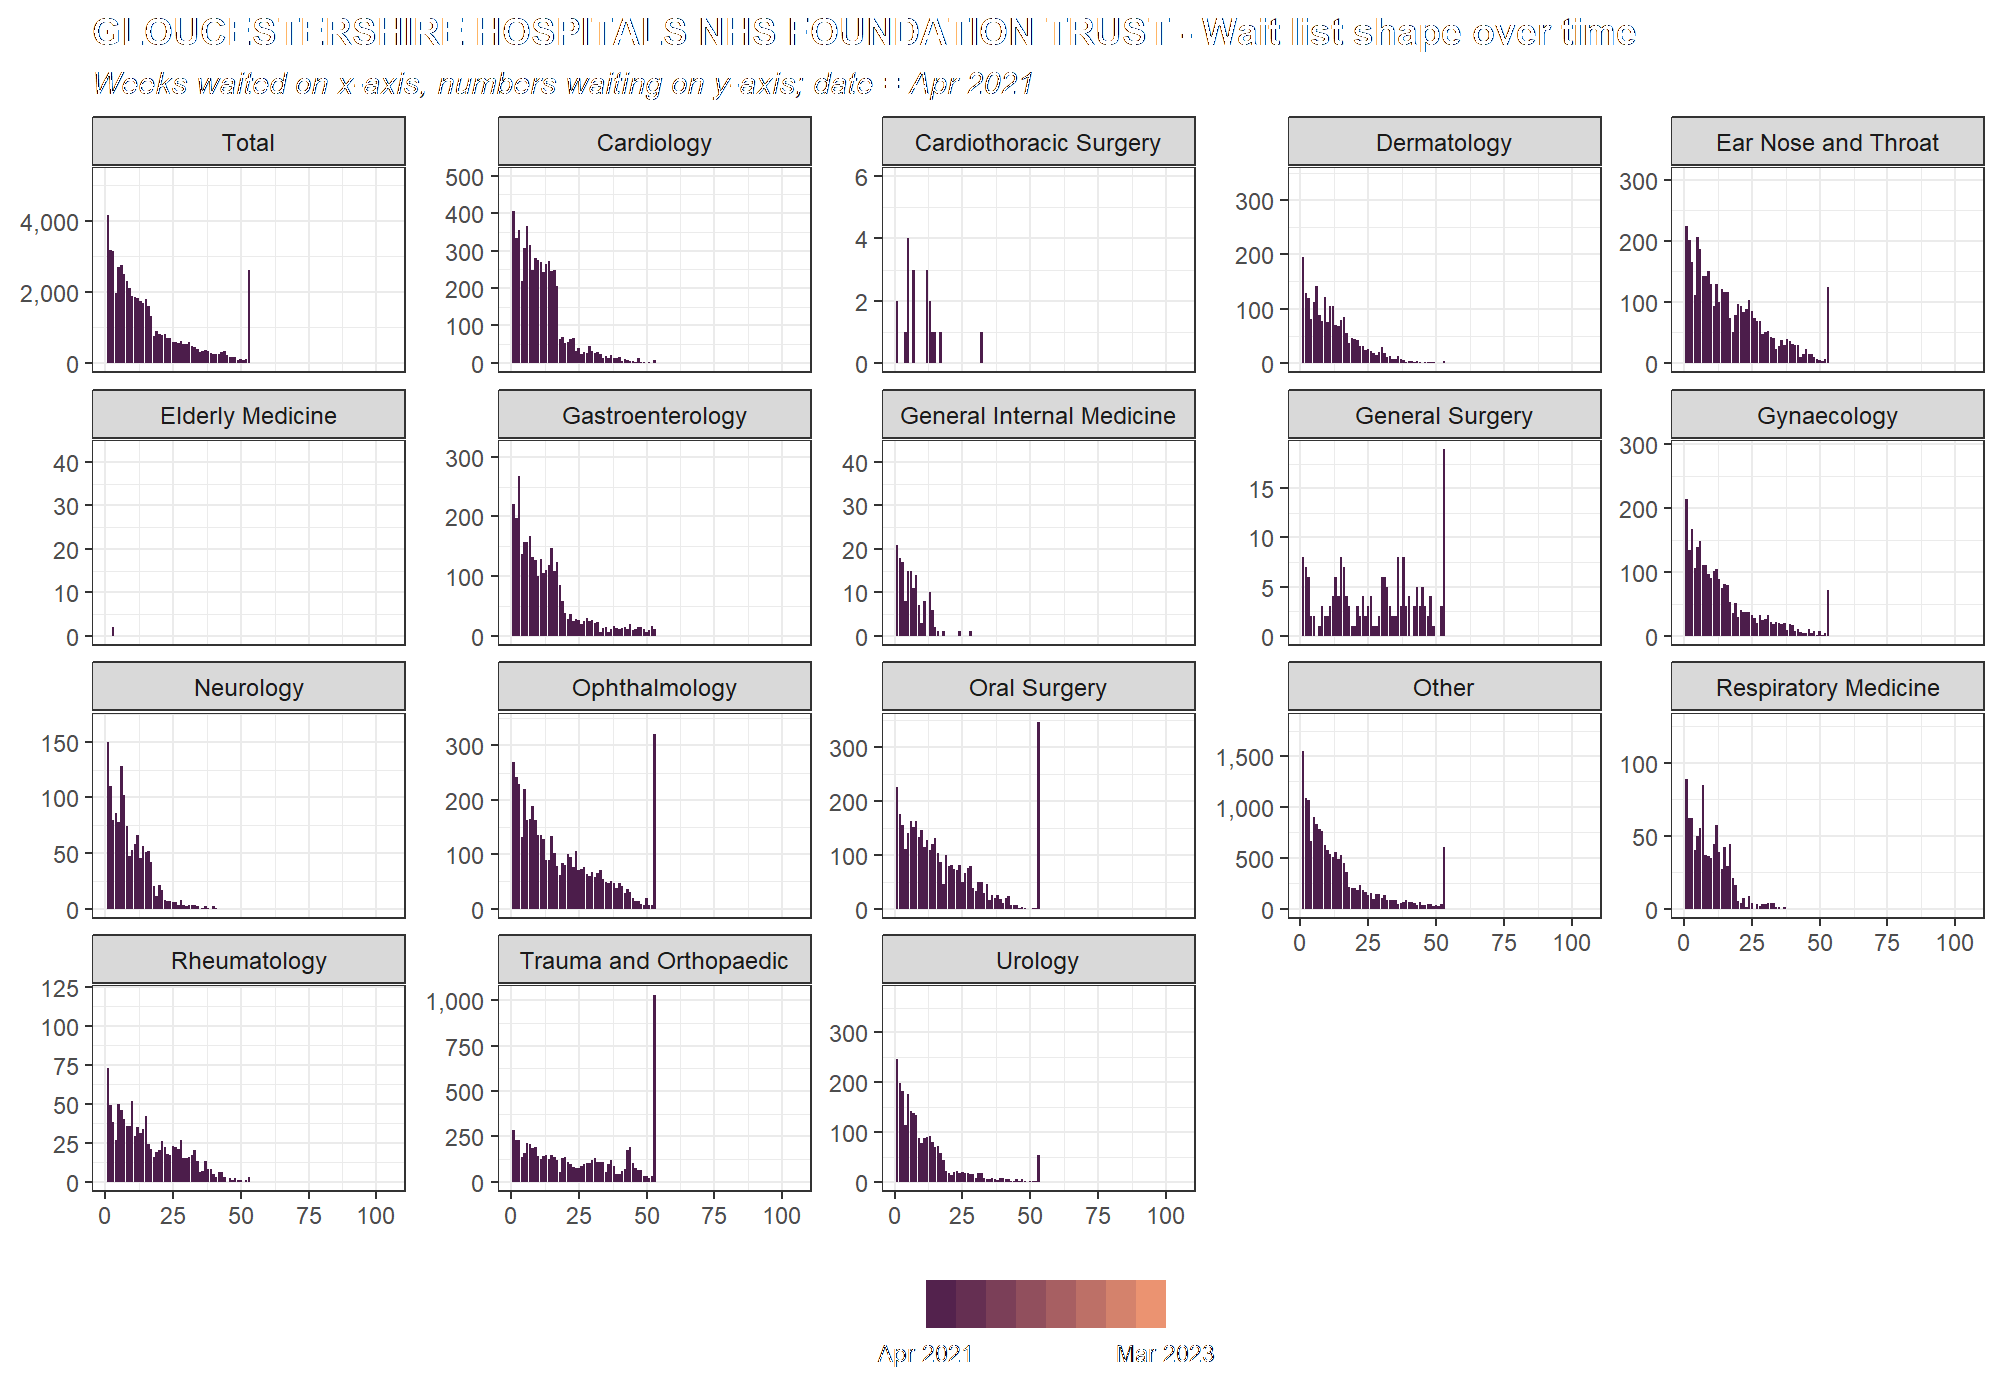 GLOUCESTERSHIRE HOSPITALS NHS FOUNDATION TRUST - Wait list shape over time
Weeks waited on x-axis, numbers waiting on y-axis; date = Apr 2021
Total
Cardiology
Cardiothoracic Surgery
Dermatology
Ear Nose and Throat
4,000
2,000
0
500
400
300
200
100
0
6
4
2
0
300
200
100
0
300
200
100
0
Elderly Medicine
Gastroenterology
General Internal Medicine
General Surgery
Gynaecology
40
30
20
10
0
300
200
100
0
40
30
20
10
0
15
10
5
0
300
200
100
0
Neurology
Ophthalmology
Oral Surgery
Other
Respiratory Medicine
150
100
50
0
300
200
100
0
300
200
100
0
1,500
1,000
500
0
100
50
0
0 25 50 75 100
0 25 50 75 100
Rheumatology
Trauma and Orthopaedic
Urology
125
100
75
50
25
0
1,000
750
500
250
0
300
200
100
0
0 25 50 75 100
0 25 50 75 100
0 25 50 75 100
Apr 2021
Mar 2023